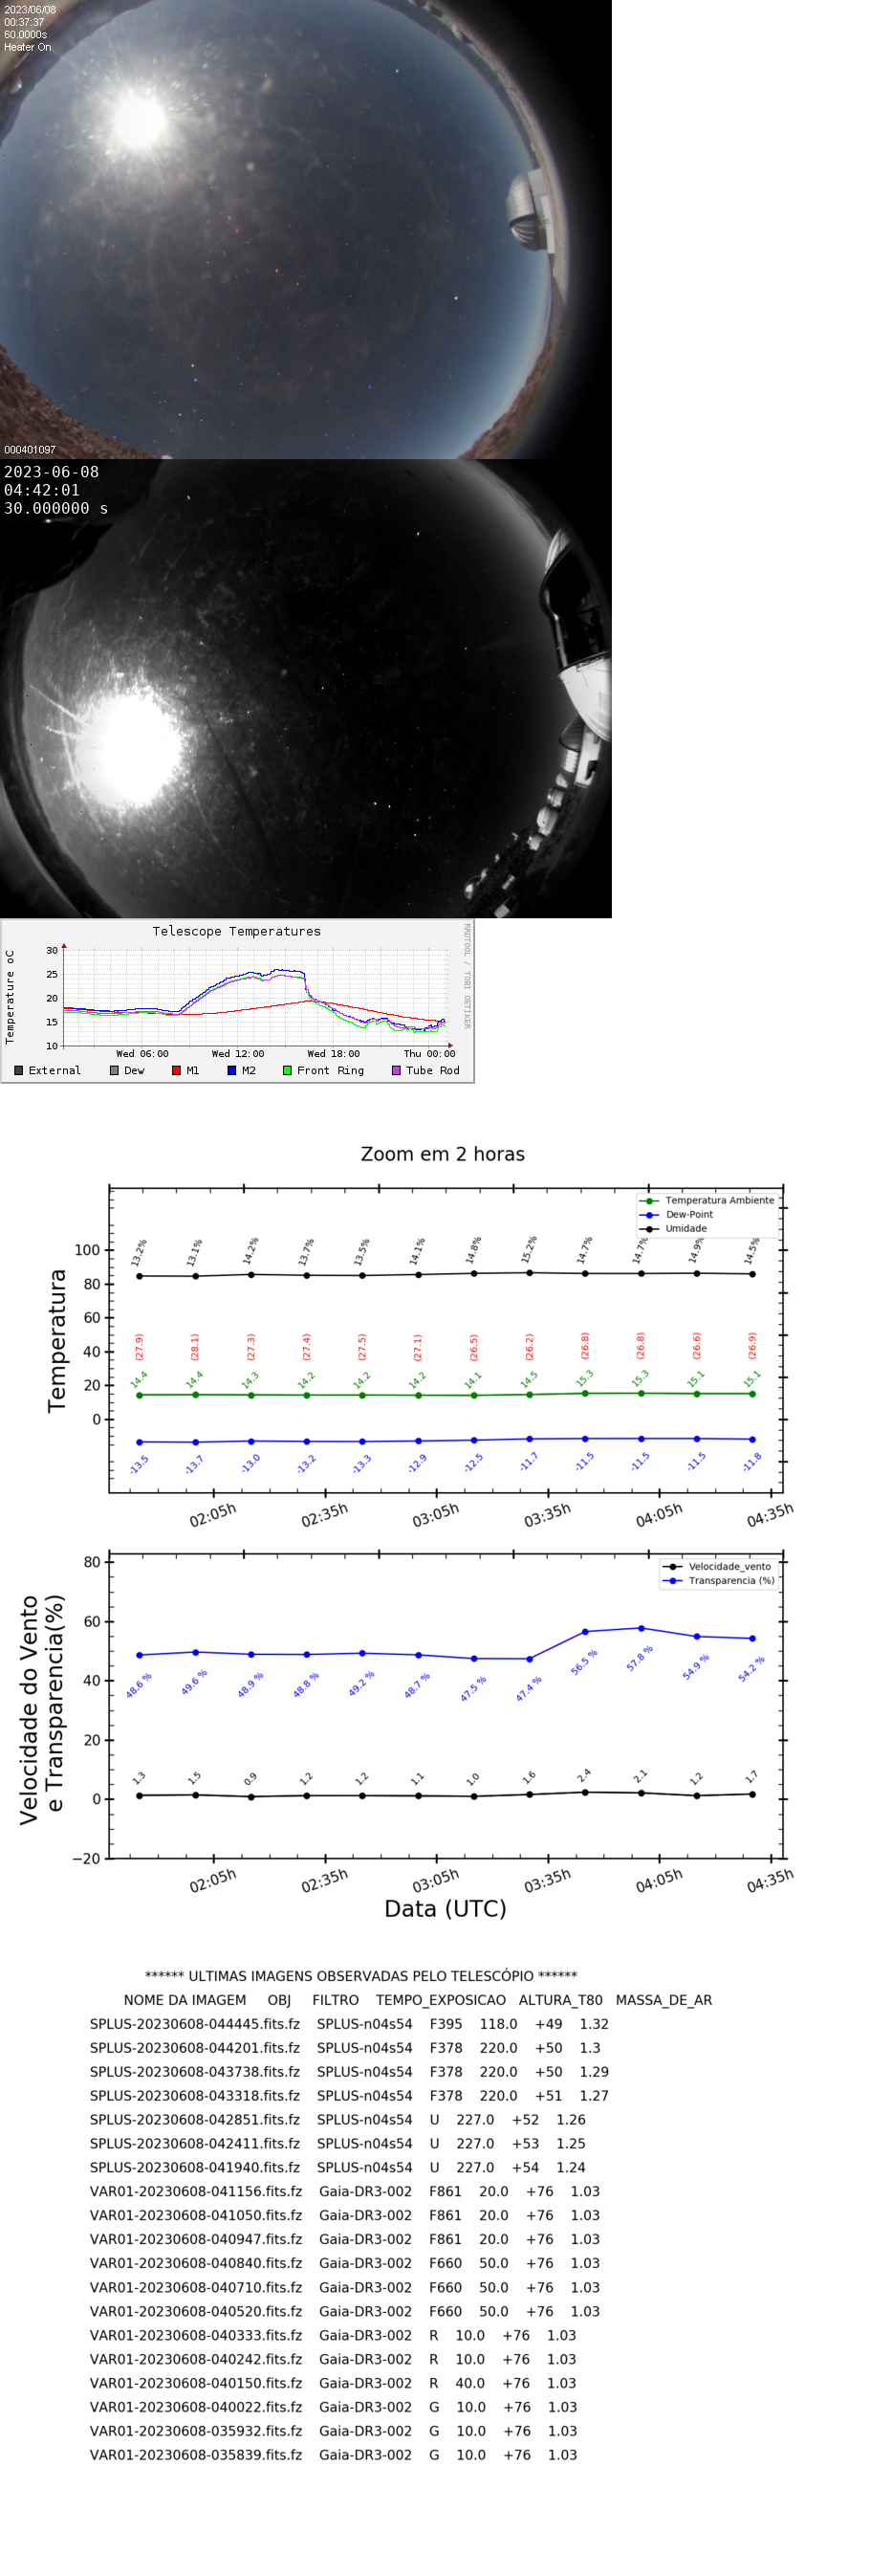 2023/06/08
00:37:37
60.0000s
Heater On
000401097
2023-06-08
04:42:01
30.000000 s
Telescope Temperatures
RRDTOOL / TOBI OETIKER
Temperature oC
30
25
20
15
10
Wed 06:00 Wed 12:00 Wed 18:00 Thu 00:00
External Dew M1 M2 Front Ring Tube Rod
Zoom em 2 horas
Temperatura Ambiente
Dew-Point
Umidade
Temperatura
100
80
60
40
20
0
13.2% 13.1% 14.2% 13.7% 13.5% 14.1% 14.8% 15.2% 14.7% 14.7% 14.9% 14.5%
(27.9) (28.1) (27.3) (27.4) (27.5) (27.1) (26.5) (26.2) (26.8) (26.8) (26.6) (26.9)
14.4 14.4 14.3 14.2 14.2 14.2 14.1 14.5 15.3 15.3 15.1 15.1
-13.5 -13.7 -13.0 -13.2 -13.3 -12.9 -12.5 -11.7 -11.5 -11.5 -11.5 -11.8
02:05h 02:35h 03:05h 03:35h 04:05h 04:35h
Velocidade_vento
Transparencia (%)
Velocidade do Vento
e Transparencia(%)
80
60
40
20
0
−20
48.6 % 49.6 % 48.9 % 48.8 % 49.2 % 48.7 % 47.5 % 47.4 % 56.5 % 57.8 % 54.9 % 54.2 %
1.3 1.5 0.9 1.2 1.2 1.1 1.0 1.6 2.4 2.1 1.2 1.7
02:05h 02:35h 03:05h 03:35h 04:05h 04:35h
Data (UTC)
****** ULTIMAS IMAGENS OBSERVADAS PELO TELESCÓPIO ******
NOME DA IMAGEM OBJ FILTRO TEMPO_EXPOSICAO ALTURA_T80 MASSA_DE_AR
SPLUS-20230608-044445.fits.fz SPLUS-n04s54 F395 118.0 +49 1.32
SPLUS-20230608-044201.fits.fz SPLUS-n04s54 F378 220.0 +50 1.3
SPLUS-20230608-043738.fits.fz SPLUS-n04s54 F378 220.0 +50 1.29
SPLUS-20230608-043318.fits.fz SPLUS-n04s54 F378 220.0 +51 1.27
SPLUS-20230608-042851.fits.fz SPLUS-n04s54 U 227.0 +52 1.26
SPLUS-20230608-042411.fits.fz SPLUS-n04s54 U 227.0 +53 1.25
SPLUS-20230608-041940.fits.fz SPLUS-n04s54 U 227.0 +54 1.24
VAR01-20230608-041156.fits.fz Gaia-DR3-002 F861 20.0 +76 1.03
VAR01-20230608-041050.fits.fz Gaia-DR3-002 F861 20.0 +76 1.03
VAR01-20230608-040947.fits.fz Gaia-DR3-002 F861 20.0 +76 1.03
VAR01-20230608-040840.fits.fz Gaia-DR3-002 F660 50.0 +76 1.03
VAR01-20230608-040710.fits.fz Gaia-DR3-002 F660 50.0 +76 1.03
VAR01-20230608-040520.fits.fz Gaia-DR3-002 F660 50.0 +76 1.03
VAR01-20230608-040333.fits.fz Gaia-DR3-002 R 10.0 +76 1.03
VAR01-20230608-040242.fits.fz Gaia-DR3-002 R 10.0 +76 1.03
VAR01-20230608-040150.fits.fz Gaia-DR3-002 R 40.0 +76 1.03
VAR01-20230608-040022.fits.fz Gaia-DR3-002 G 10.0 +76 1.03
VAR01-20230608-035932.fits.fz Gaia-DR3-002 G 10.0 +76 1.03
VAR01-20230608-035839.fits.fz Gaia-DR3-002 G 10.0 +76 1.03